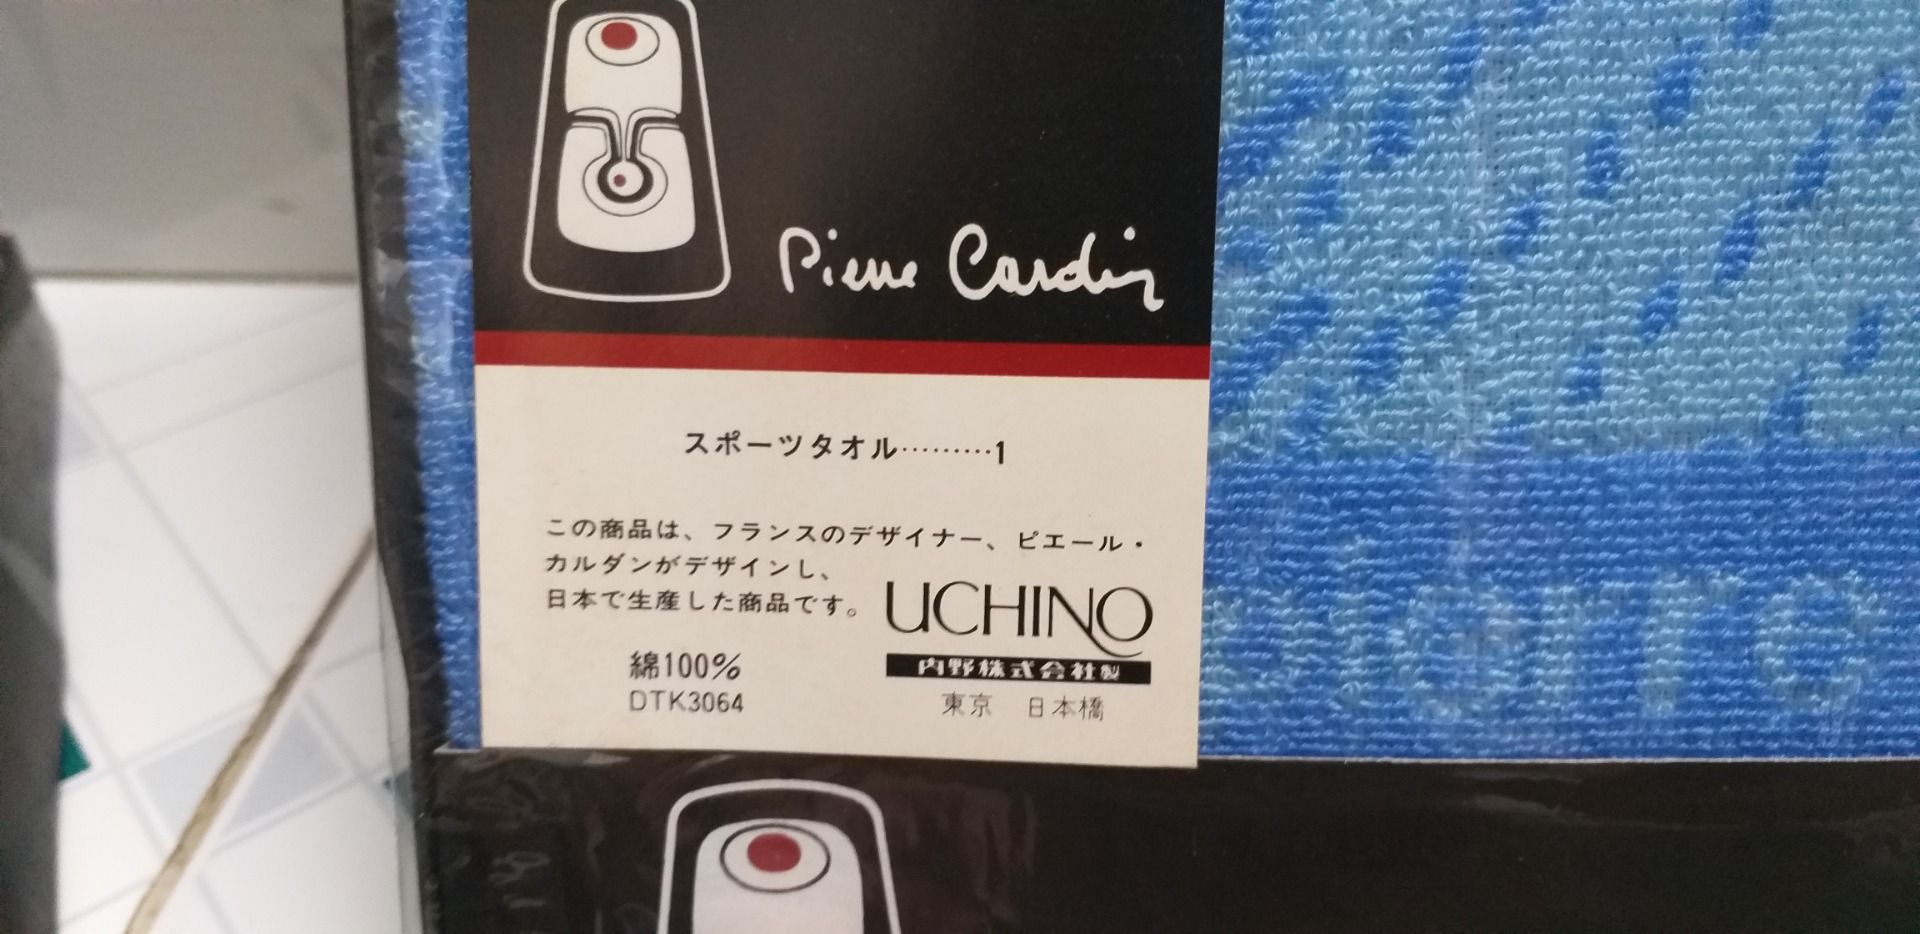 Pierre Cardin
スポーツタオル………1
この商品は、フランスのデザイナー、ピエール・
カルダンがデザインし、
日本で生産した商品です。
UCHINO
内野株式会社製
綿100%
DTK3064
東京 日本橋